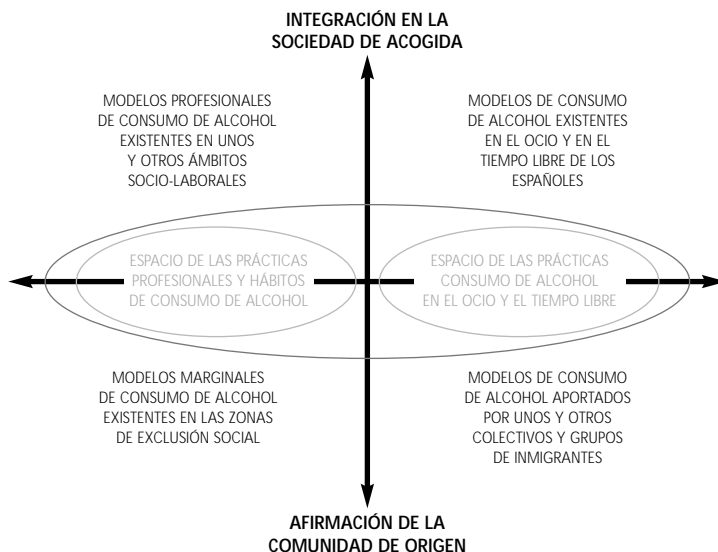 INTEGRACIÓN EN LA
SOCIEDAD DE ACOGIDA
MODELOS PROFESIONALES
DE CONSUMO DE ALCOHOL
EXISTENTES EN UNOS
Y OTROS ÁMBITOS
SOCIO-LABORALES
MODELOS DE CONSUMO
DE ALCOHOL EXISTENTES
EN EL OCIO Y EN EL
TIEMPO LIBRE DE LOS
ESPAÑOLES
ESPACIO DE LAS PRÁCTICAS
PROFESIONALES Y HÁBITOS
DE CONSUMO DE ALCOHOL
ESPACIO DE LAS PRÁCTICAS
CONSUMO DE ALCOHOL
EN EL OCIO Y EL TIEMPO LIBRE
MODELOS MARGINALES
DE CONSUMO DE ALCOHOL
EXISTENTES EN LAS ZONAS
DE EXCLUSIÓN SOCIAL
MODELOS DE CONSUMO
DE ALCOHOL APORTADOS
POR UNOS Y OTROS
COLECTIVOS Y GRUPOS
DE INMIGRANTES
AFIRMACIÓN DE LA
COMUNIDAD DE ORIGEN